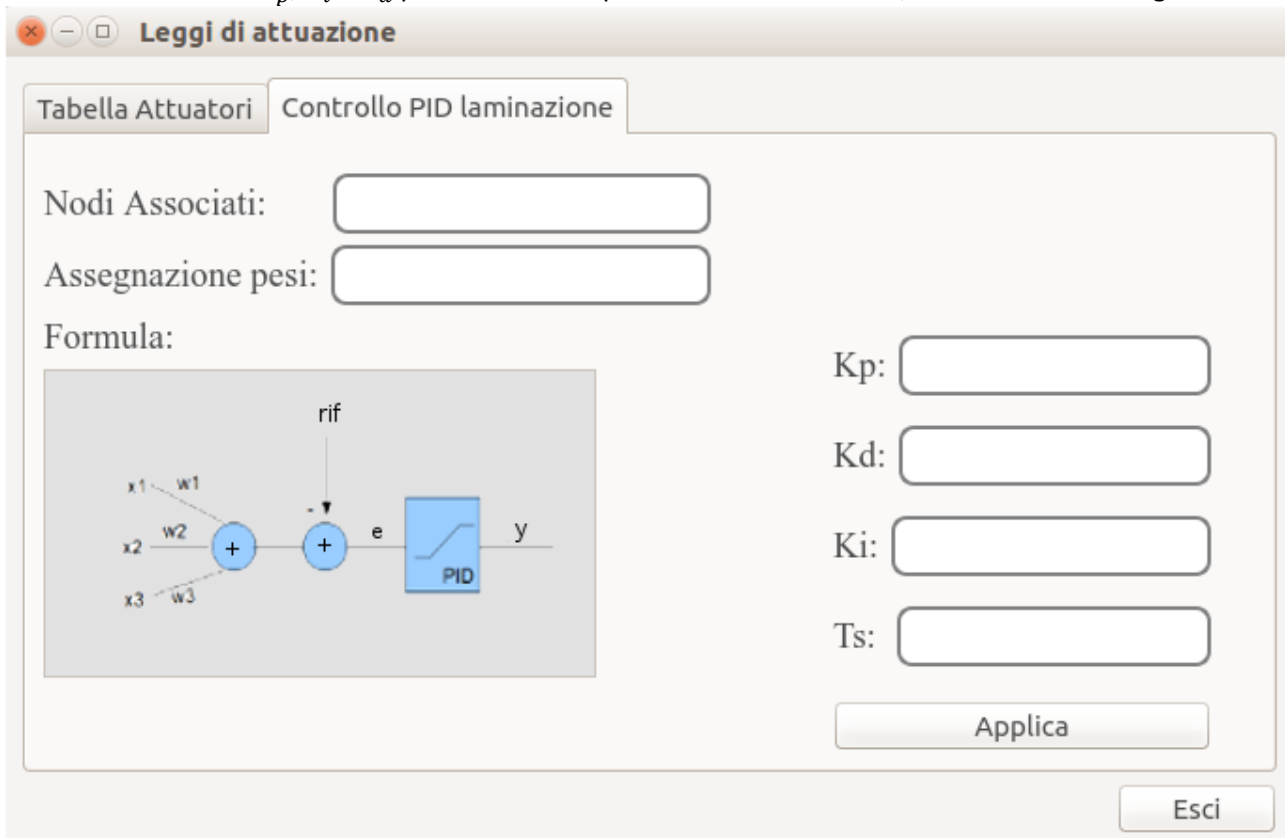 Leggi di attuazione
Tabella Attuatori Controllo PID laminazione
Nodi Associati:
Assegnazione pesi:
Formula:
rif
x1 w1
x2 w2
x3 w3
+
-
+
e
PID
y
Kp:
Kd:
Ki:
Ts:
Applica
Esci